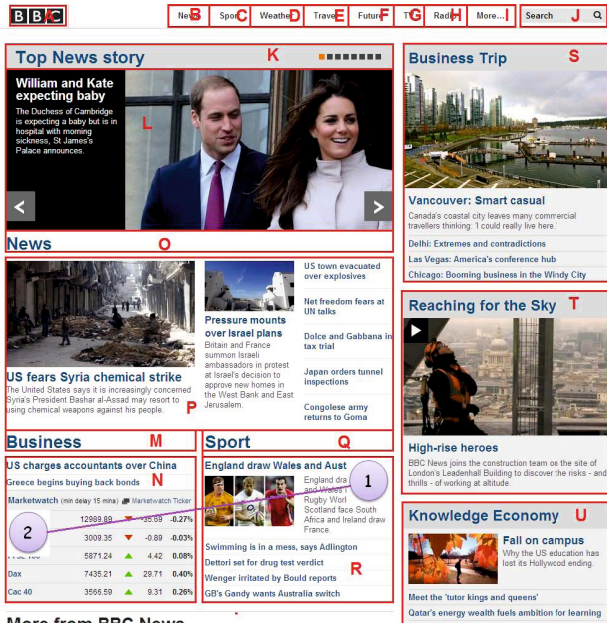 BBC A
News B
Sport C
Weather D
Travel E
Future F
TV G
Radio H
More... I
Search J
Top News story K
William and Kate
expecting baby
The Duchess of Cambridge
is expecting a baby but is in
hospital with morning
sickness, St James's
Palace announces.
L
< >
News O
US fears Syria chemical strike
The United States says it is increasingly concerned
Syria's President Bashar al-Assad may resort to
using chemical weapons against his people.
P
Pressure mounts
over Israel plans
Britain and France
summon Israeli
ambassadors in protest
at Israel's decision to
approve new homes in
the West Bank and East
Jerusalem.
US town evacuated
over explosives
Net freedom fears at
UN talks
Dolce and Gabbana in
tax trial
Japan orders tunnel
inspections
Congolese army
returns to Goma
Business M
US charges accountants over China
Greece begins buying back bonds N
Marketwatch (min delay 15 mins) Marketwatch Ticker
12989.89 -35.69 -0.27%
2
3009.35 -0.89 -0.03%
5871.24 4.42 0.08%
Dax 7435.21 29.71 0.40%
Cac 40 3566.59 9.31 0.26%
Sport Q
England draw Wales and Aust
1
England dra
and Wales i
Rugby Worl
Scotland face South
Africa and Ireland draw
France.
Swimming is in a mess, says Adlington
Dettori set for drug test verdict
Wenger irritated by Bould reports
R
GB's Gandy wants Australia switch
More from BBC News
Business Trip S
Vancouver: Smart casual
Canada's coastal city leaves many commercial
travellers thinking: 'I could really live here.'
Delhi: Extremes and contradictions
Las Vegas: America's conference hub
Chicago: Booming business in the Windy City
Reaching for the Sky T
High-rise heroes
BBC News joins the construction team on the site of
London's Leadenhall Building to discover the risks - and
thrills - of working at altitude.
Knowledge Economy U
Fall on campus
Why the US education has
lost its Hollywood ending.
Meet the 'tutor kings and queens'
Qatar's energy wealth fuels ambition for learning